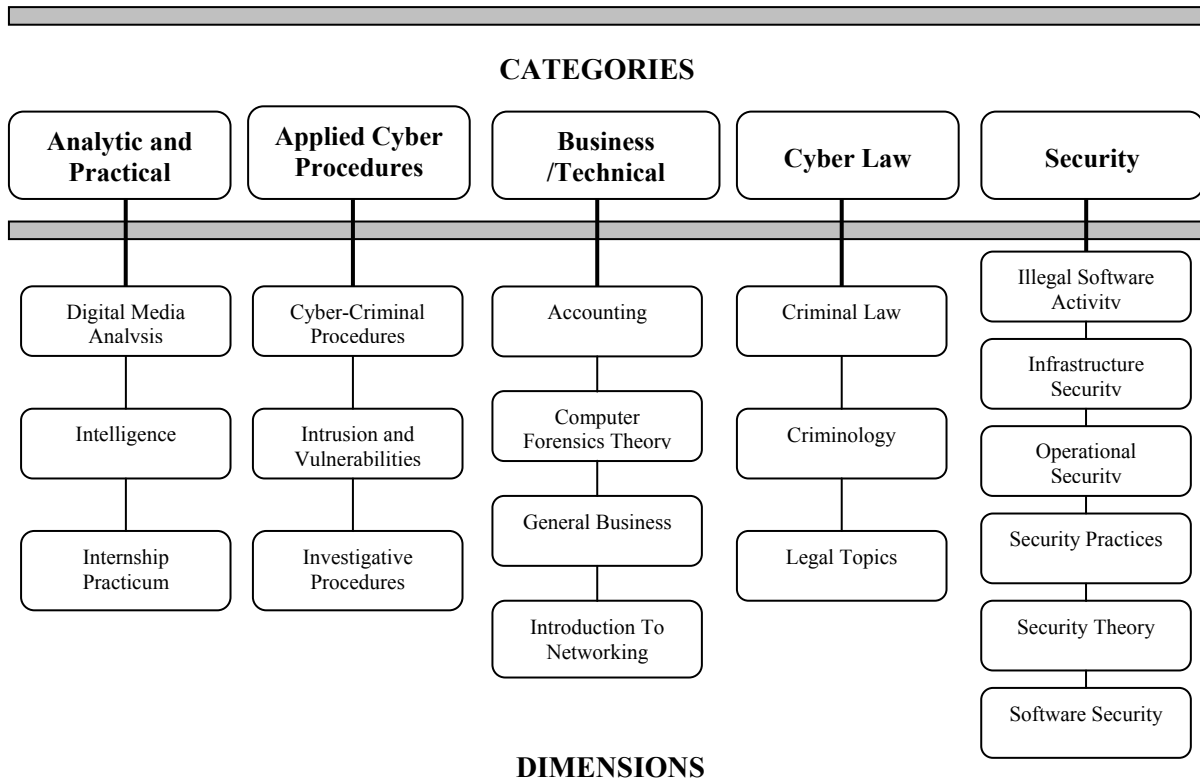 CATEGORIES
Analytic and
Practical
Applied Cyber
Procedures
Business
/Technical
Cyber Law
Security
Digital Media
Analysis
Intelligence
Internship
Practicum
Cyber-Criminal
Procedures
Intrusion and
Vulnerabilities
Investigative
Procedures
Accounting
Computer
Forensics Theory
General Business
Introduction To
Networking
Criminal Law
Criminology
Legal Topics
Illegal Software
Activity
Infrastructure
Security
Operational
Security
Security Practices
Security Theory
Software Security
DIMENSIONS